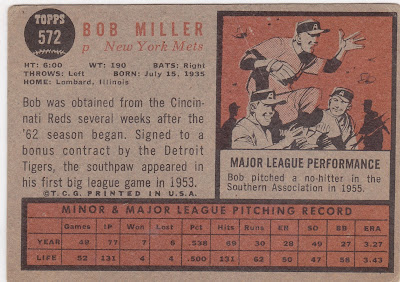 TOPPS
572
BOB MILLER
p New York Mets
HT: 6:00 WT: 190 BATS: Right
THROWS: Left BORN: July 15, 1935
HOME: Lombard, Illinois
Bob was obtained from the Cincin-
nati Reds several weeks after the
'62 season began. Signed to a
bonus contract by the Detroit
Tigers, the southpaw appeared in
his first big league game in 1953.
©T.C.G. PRINTED IN U.S.A.
MAJOR LEAGUE PERFORMANCE
Bob pitched a no-hitter in the
Southern Association in 1955.
MINOR & MAJOR LEAGUE PITCHING RECORD
Games IP Won Lost Pct. Hits Runs ER SO BB ERA
YEAR 49 77 7 6 .538 69 30 28 49 27 3.27
LIFE 52 131 4 .500 131 62 50 47 56 3.43